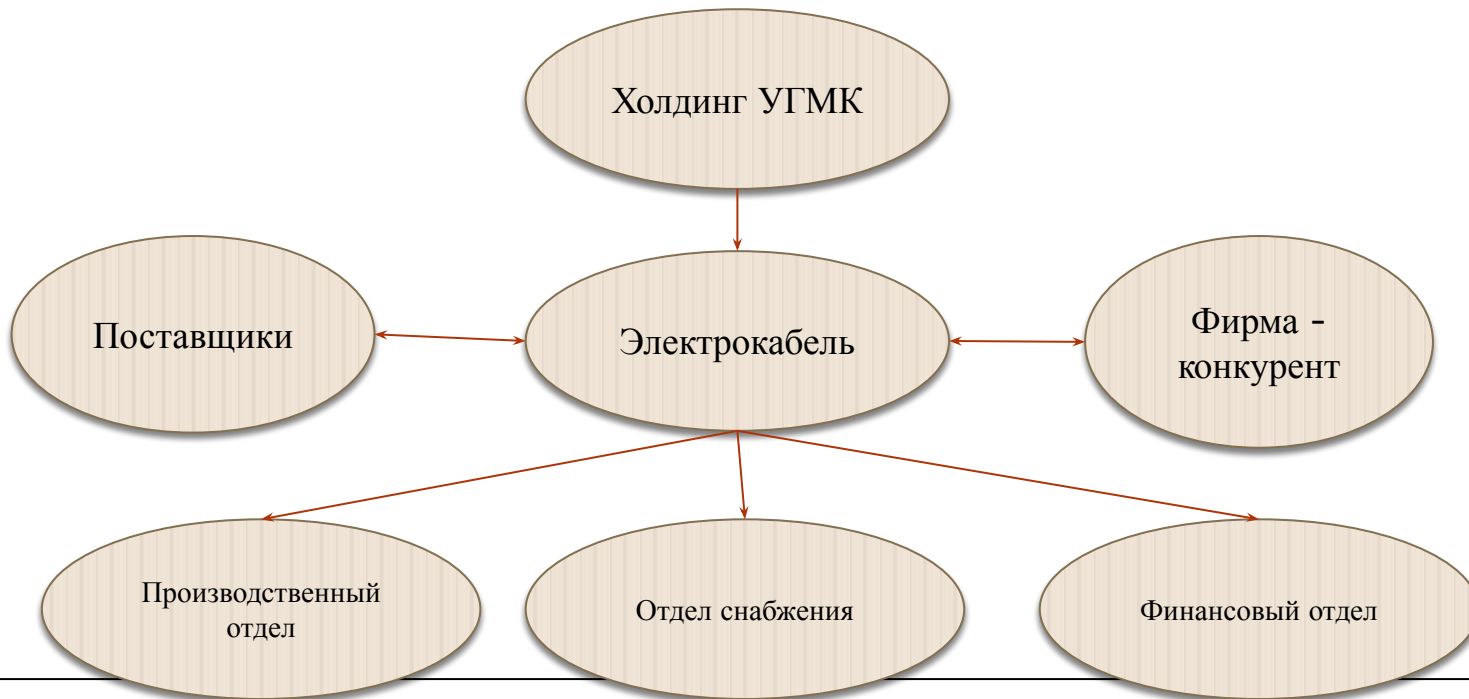 Холдинг УГМК
Поставщики
Электрокабель
Фирма -
конкурент
Производственный
отдел
Отдел снабжения
Финансовый отдел